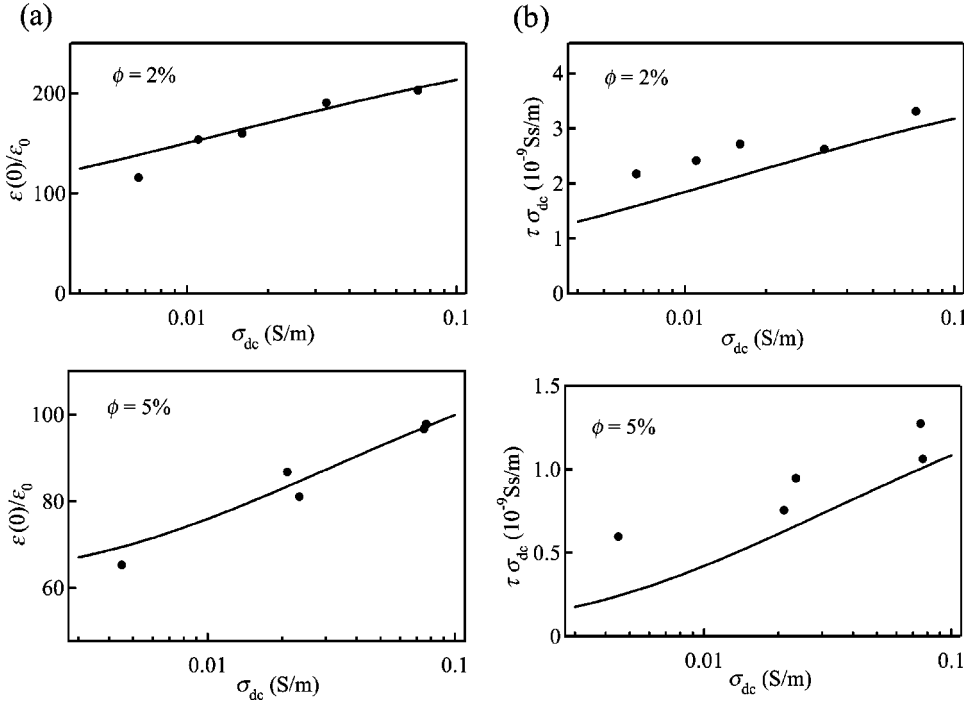 (a)
ϕ = 2%
200
100
0
ε(0)/ε₀
0.01
0.1
σdc (S/m)
(b)
ϕ = 2%
4
3
2
1
0
τ σdc (10⁻⁹Ss/m)
0.01
0.1
σdc (S/m)
ϕ = 5%
100
80
60
ε(0)/ε₀
0.01
0.1
σdc (S/m)
ϕ = 5%
1.5
1.0
0.5
0
τ σdc (10⁻⁹Ss/m)
0.01
0.1
σdc (S/m)